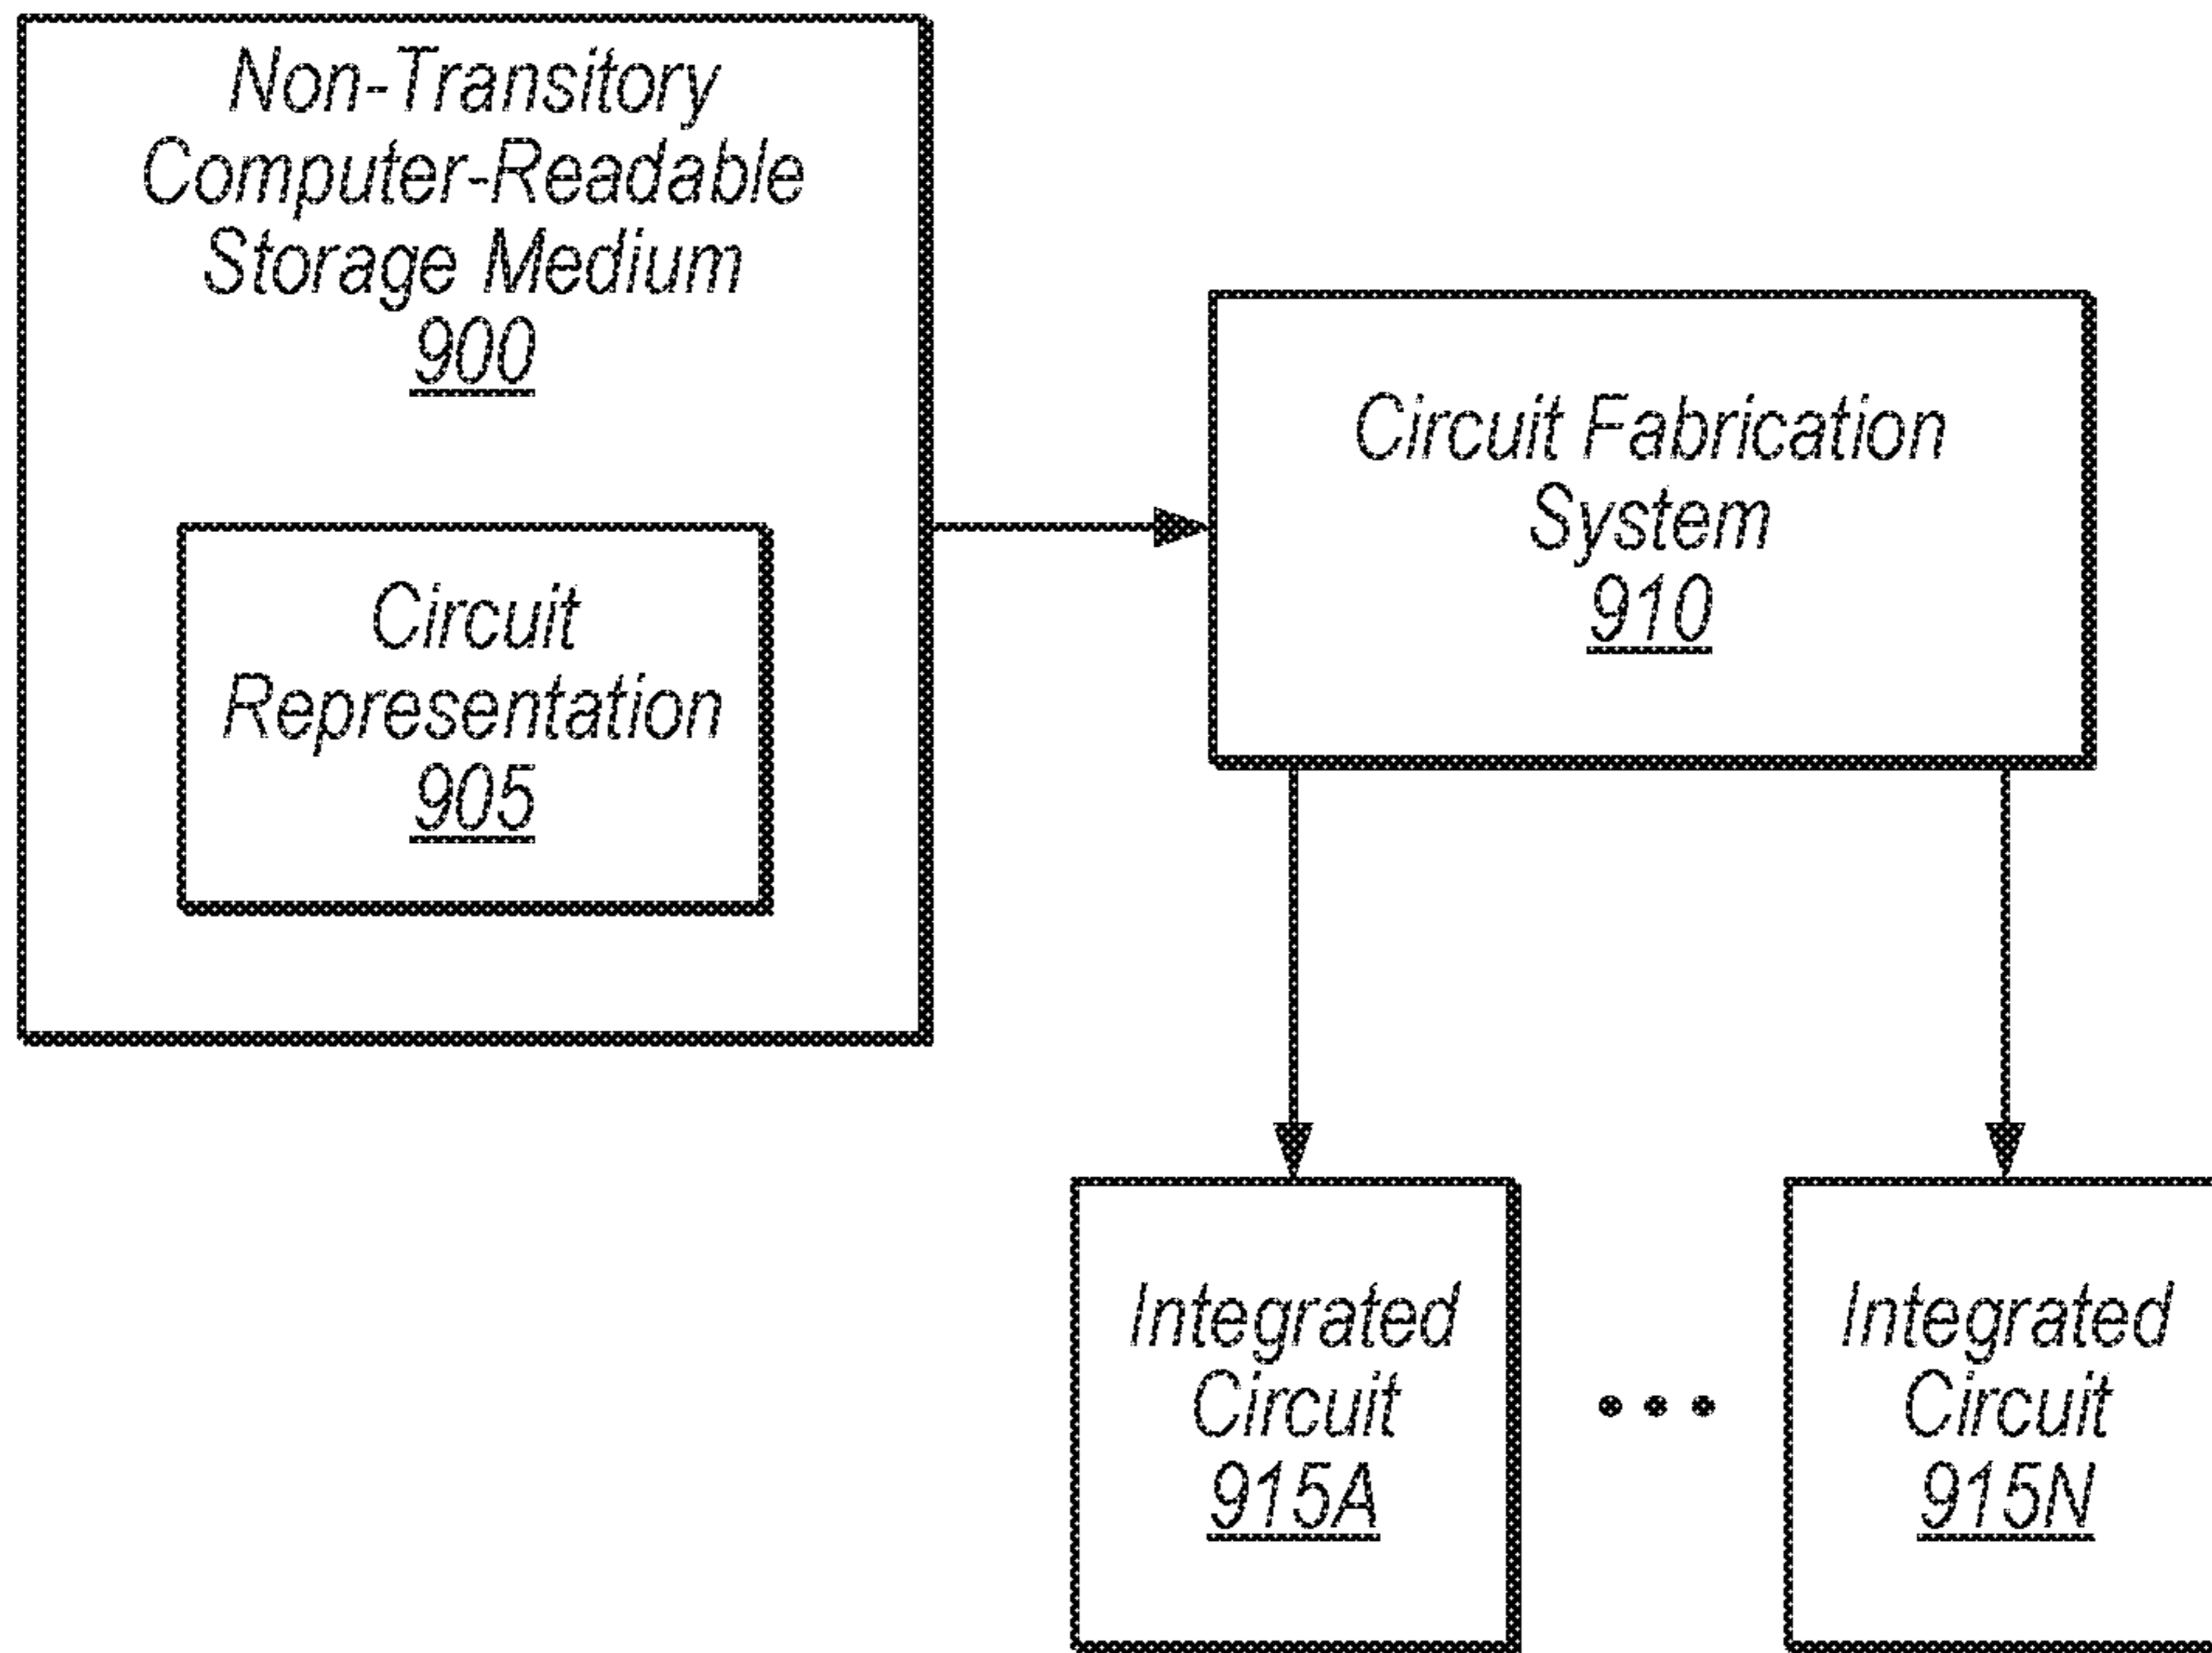 Non-Transitory
Computer-Readable
Storage Medium
900
Circuit
Representation
905
Circuit Fabrication
System
910
Integrated
Circuit
915A
Integrated
Circuit
915N